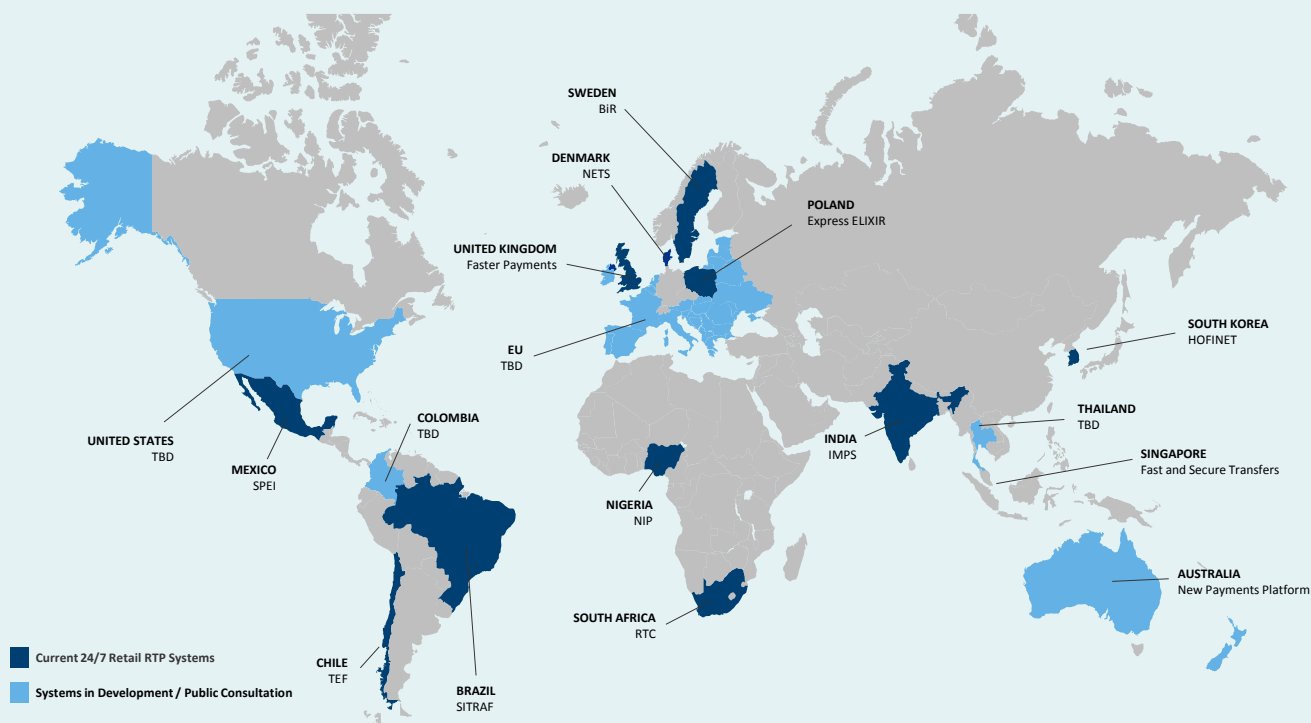 SWEDEN
BiR
DENMARK
NETS
POLAND
Express ELIXIR
UNITED KINGDOM
Faster Payments
SOUTH KOREA
HOFINET
EU
TBD
COLOMBIA
TBD
THAILAND
TBD
UNITED STATES
TBD
MEXICO
SPEI
INDIA
IMPS
SINGAPORE
Fast and Secure Transfers
NIGERIA
NIP
AUSTRALIA
New Payments Platform
SOUTH AFRICA
RTC
CHILE
TEF
BRAZIL
SITRAF
Current 24/7 Retail RTP Systems
Systems in Development / Public Consultation